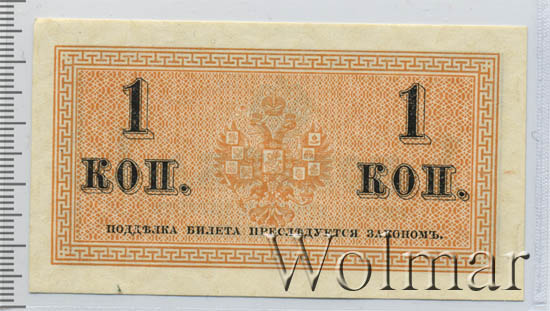 1 1
КОП. КОП.
ПОДДѢЛКА БИЛЕТА ПРЕСЛѢДУЕТСЯ ЗАКОНОМЪ.
Wolmar